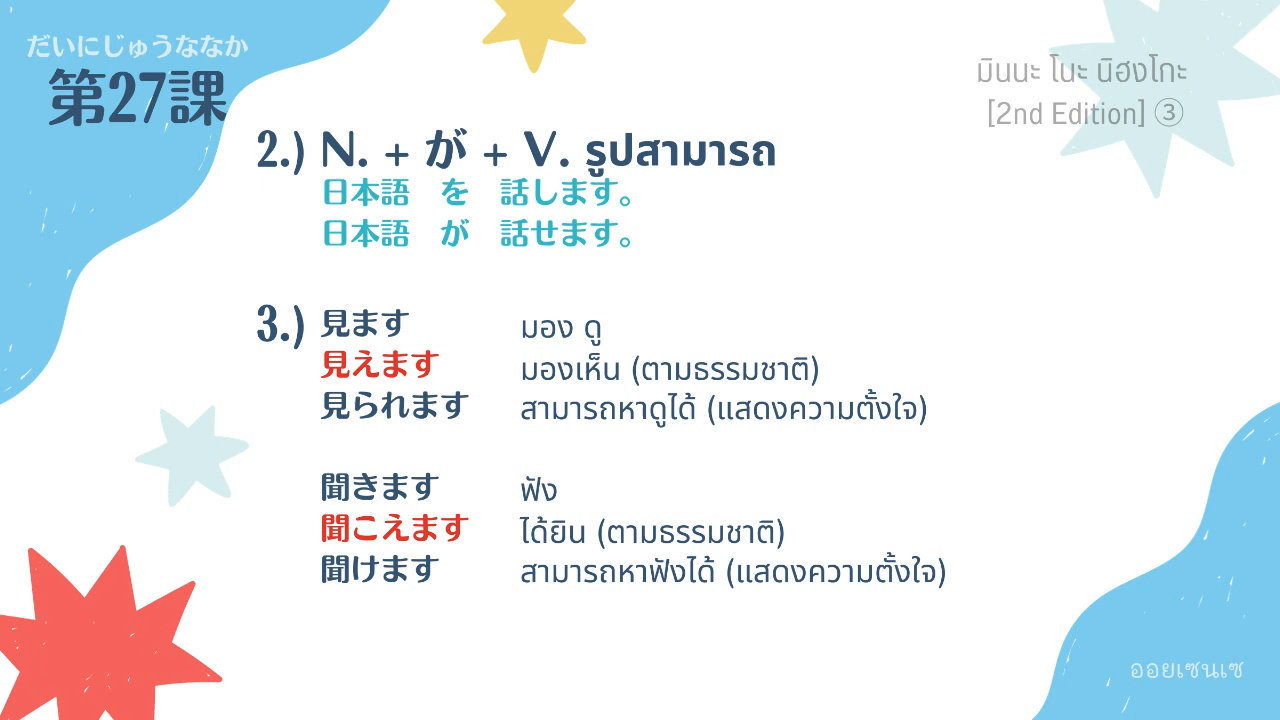 だいにじゅうななか
第27課
มินนะ โนะ นิฮงโกะ
[2nd Edition] ③
2.) N. + が + V. รูปสามารถ
日本語 を 話します。
日本語 が 話せます。
3.) 見ます มอง ดู
見えます มองเห็น (ตามธรรมชาติ)
見られます สามารถหาดูได้ (แสดงความตั้งใจ)
聞きます ฟัง
聞こえます ได้ยิน (ตามธรรมชาติ)
聞けます สามารถหาฟังได้ (แสดงความตั้งใจ)
ออยเซนเซ